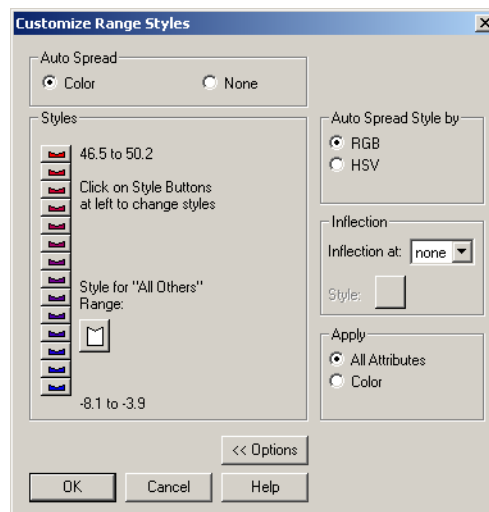 Customize Range Styles
Auto Spread
Color
None
Styles
46.5 to 50.2
Click on Style Buttons
at left to change styles
Style for "All Others"
Range:
-8.1 to -3.9
Auto Spread Style by
RGB
HSV
Inflection
Inflection at: none
Style:
Apply
All Attributes
Color
<< Options
OK
Cancel
Help